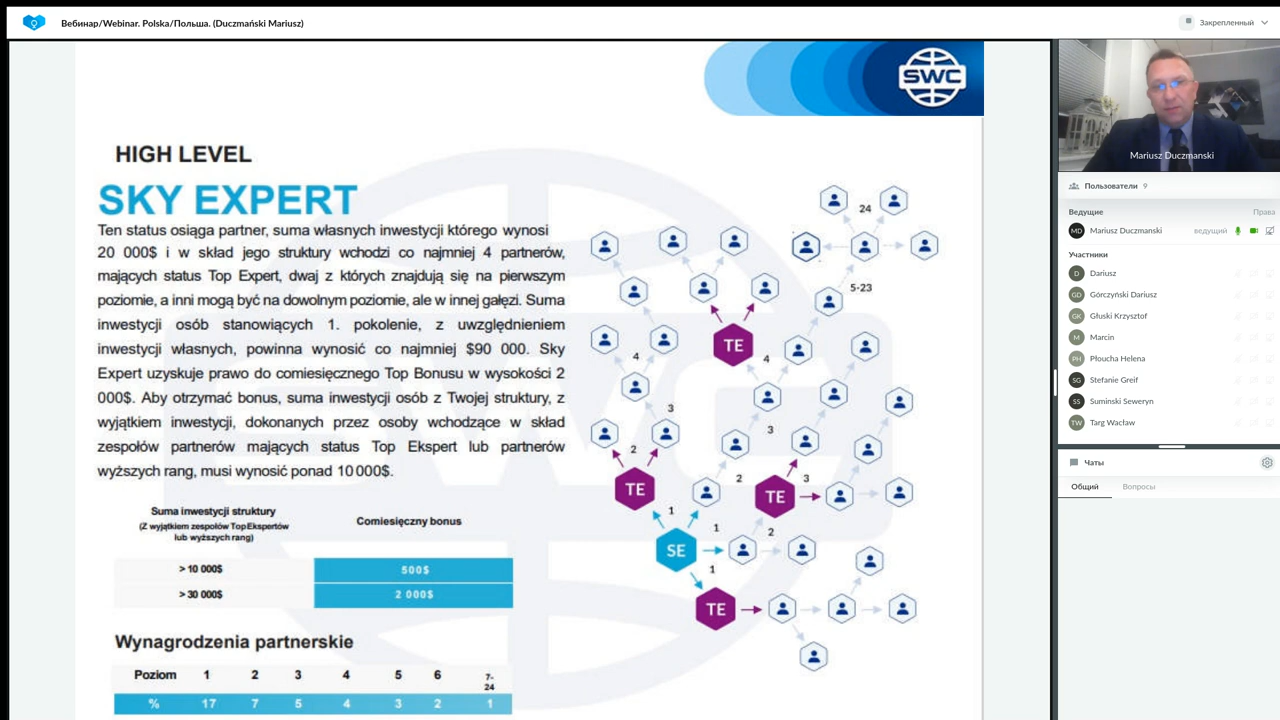 Вебинар/Webinar. Polska/Польша. (Duczmański Mariusz)
Закрепленный
SWC
HIGH LEVEL
SKY EXPERT
Ten status osiąga partner, suma własnych inwestycji którego wynosi
20 000$ i w skład jego struktury wchodzi co najmniej 4 partnerów,
mających status Top Expert, dwaj z których znajdują się na pierwszym
poziomie, a inni mogą być na dowolnym poziomie, ale w innej gałęzi. Suma
inwestycji osób stanowiących 1. pokolenie, z uwzględnieniem
inwestycji własnych, powinna wynosić co najmniej $90 000. Sky
Expert uzyskuje prawo do comiesięcznego Top Bonusu w wysokości 2
000$. Aby otrzymać bonus, suma inwestycji osób z Twojej struktury, z
wyjątkiem inwestycji, dokonanych przez osoby wchodzące w skład
zespołów partnerów mających status Top Ekspert lub partnerów
wyższych rang, musi wynosić ponad 10 000$.
Suma inwestycji struktury
(Z wyjątkiem zespołów Top Ekspertów
lub wyższych rang)
Comiesięczny bonus
> 10 000$ 500$
> 30 000$ 2 000$
Wynagrodzenia partnerskie
Poziom 1 2 3 4 5 6 7-
24
% 17 7 5 4 3 2 1
24
5-23
TE
4
4
3
3
2
TE
2
TE
3
1
1
2
SE
1
TE
Mariusz Duczmanski
Пользователи 9
Ведущие Права
MD Mariusz Duczmanski ведущий
Участники
D Dariusz
GD Górczyński Dariusz
GK Głuski Krzysztof
M Marcin
PH Płoucha Helena
SG Stefanie Greif
SS Suminski Seweryn
TW Targ Wacław
Чаты
Общий Вопросы